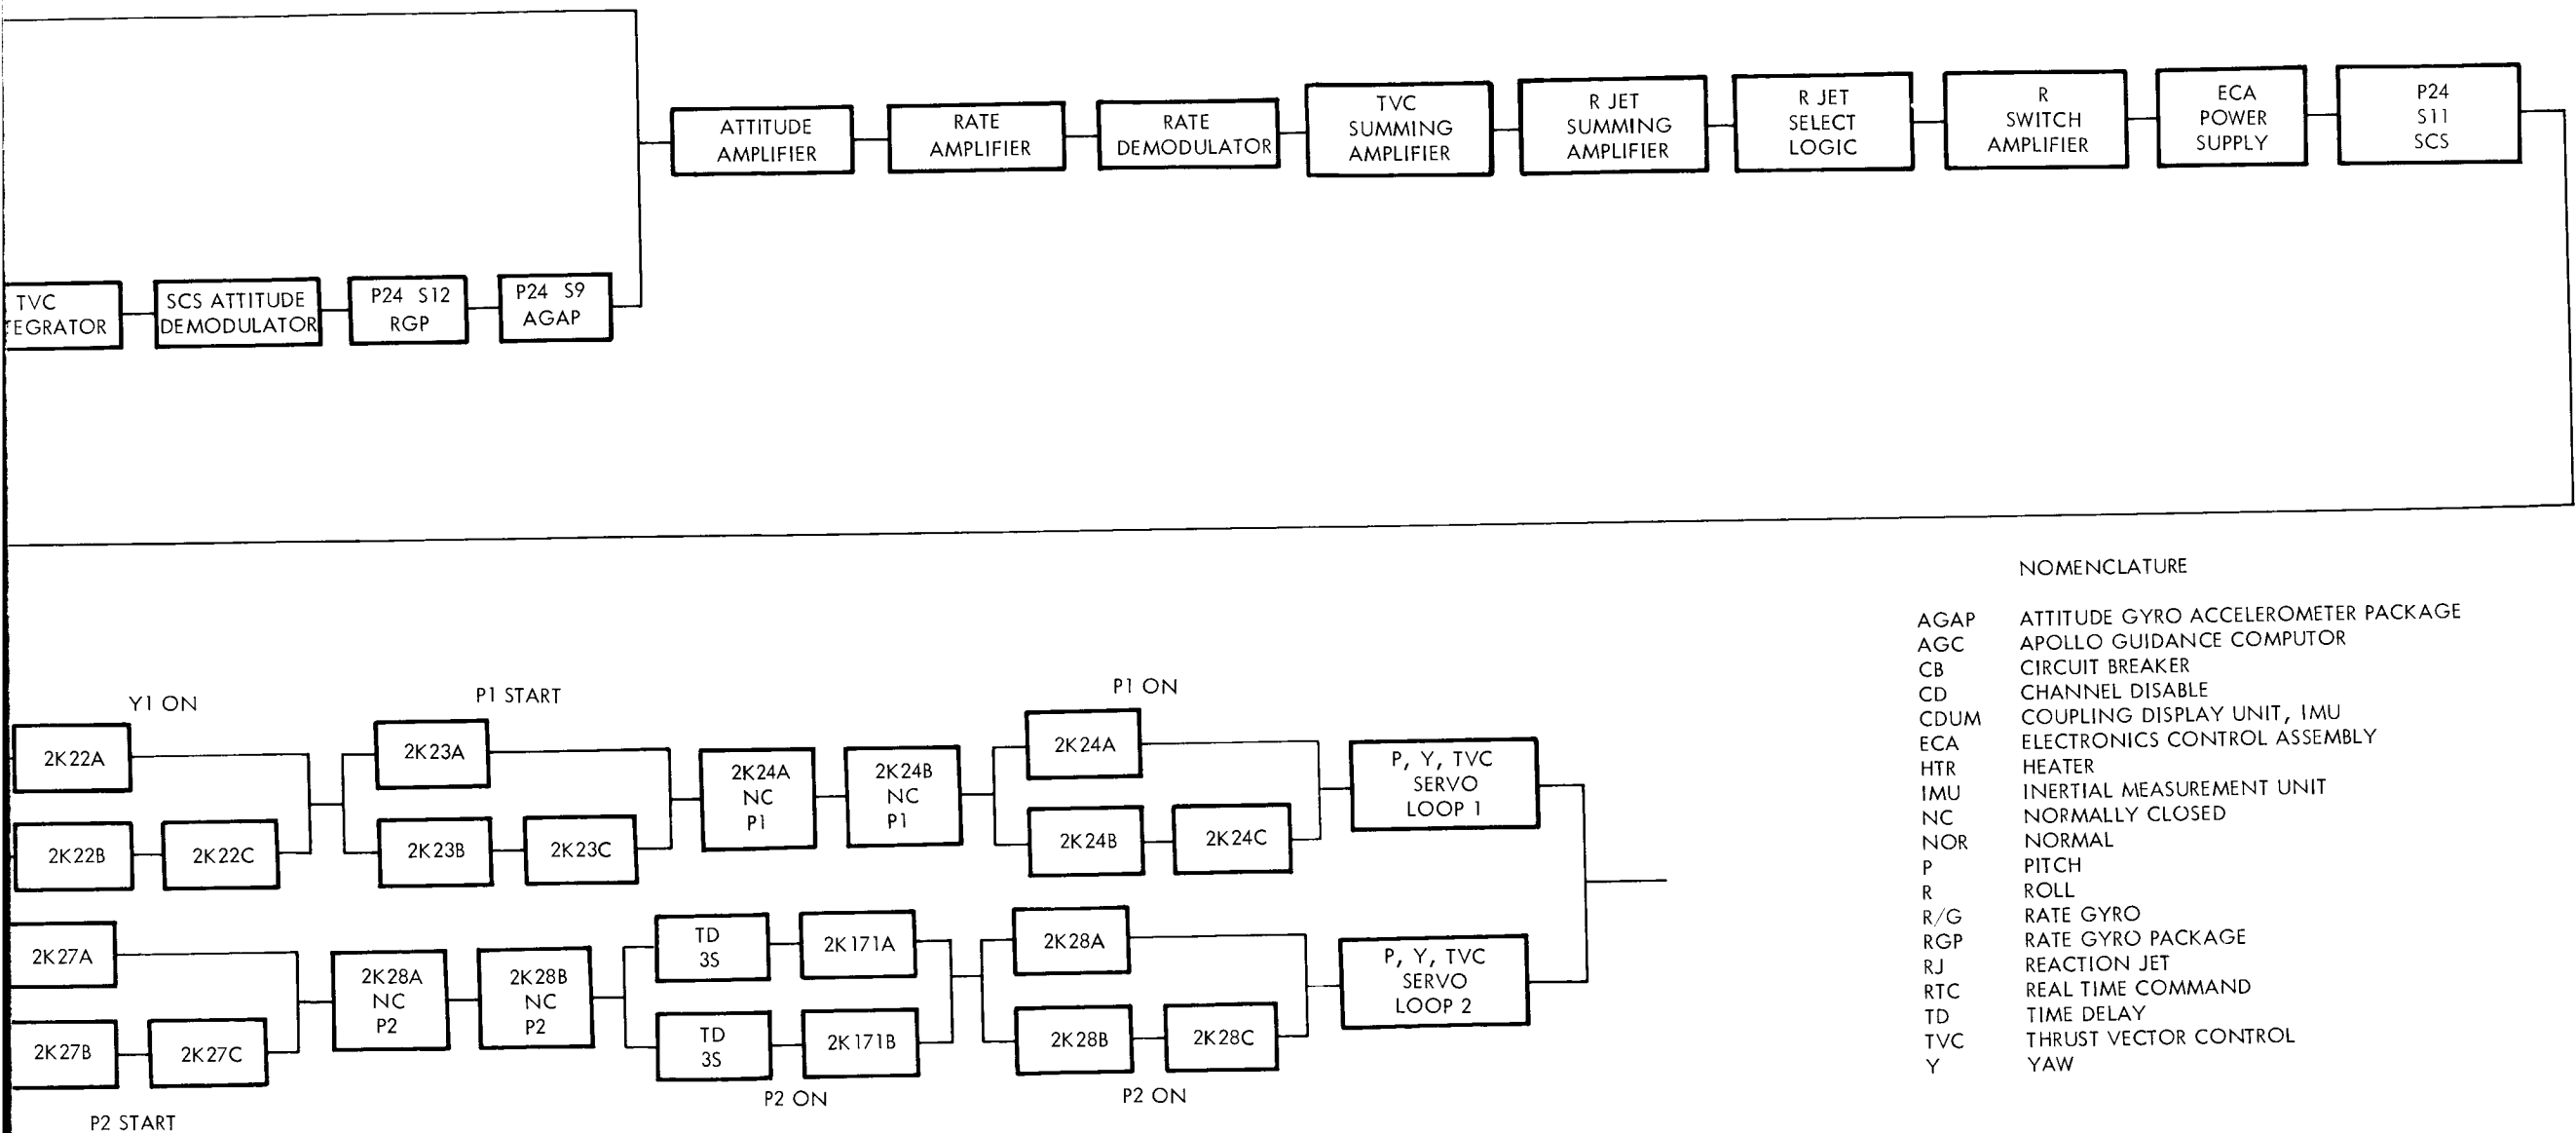 ATTITUDE
AMPLIFIER
RATE
AMPLIFIER
RATE
DEMODULATOR
TVC
SUMMING
AMPLIFIER
R JET
SUMMING
AMPLIFIER
R JET
SELECT
LOGIC
R
SWITCH
AMPLIFIER
ECA
POWER
SUPPLY
P24
S11
SCS
TVC
TEGRATOR
SCS ATTITUDE
DEMODULATOR
P24 S12
RGP
P24 S9
AGAP
Y1 ON
2K22A
2K22B
2K22C
P1 START
2K23A
2K23B
2K23C
2K24A
NC
P1
2K24B
NC
P1
P1 ON
2K24A
2K24B
2K24C
P, Y, TVC
SERVO
LOOP 1
2K27A
2K27B
2K27C
P2 START
2K28A
NC
P2
2K28B
NC
P2
TD
3S
2K171A
TD
3S
2K171B
P2 ON
2K28A
2K28B
2K28C
P2 ON
P, Y, TVC
SERVO
LOOP 2
NOMENCLATURE
AGAP ATTITUDE GYRO ACCELEROMETER PACKAGE
AGC APOLLO GUIDANCE COMPUTOR
CB CIRCUIT BREAKER
CD CHANNEL DISABLE
CDUM COUPLING DISPLAY UNIT, IMU
ECA ELECTRONICS CONTROL ASSEMBLY
HTR HEATER
IMU INERTIAL MEASUREMENT UNIT
NC NORMALLY CLOSED
NOR NORMAL
P PITCH
R ROLL
R/G RATE GYRO
RGP RATE GYRO PACKAGE
RJ REACTION JET
RTC REAL TIME COMMAND
TD TIME DELAY
TVC THRUST VECTOR CONTROL
Y YAW